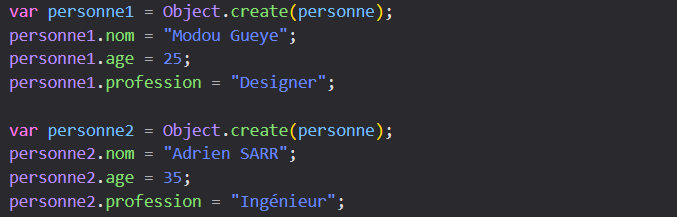 var personne1 = Object.create(personne);
personne1.nom = "Modou Gueye";
personne1.age = 25;
personne1.profession = "Designer";
var personne2 = Object.create(personne);
personne2.nom = "Adrien SARR";
personne2.age = 35;
personne2.profession = "Ingénieur";